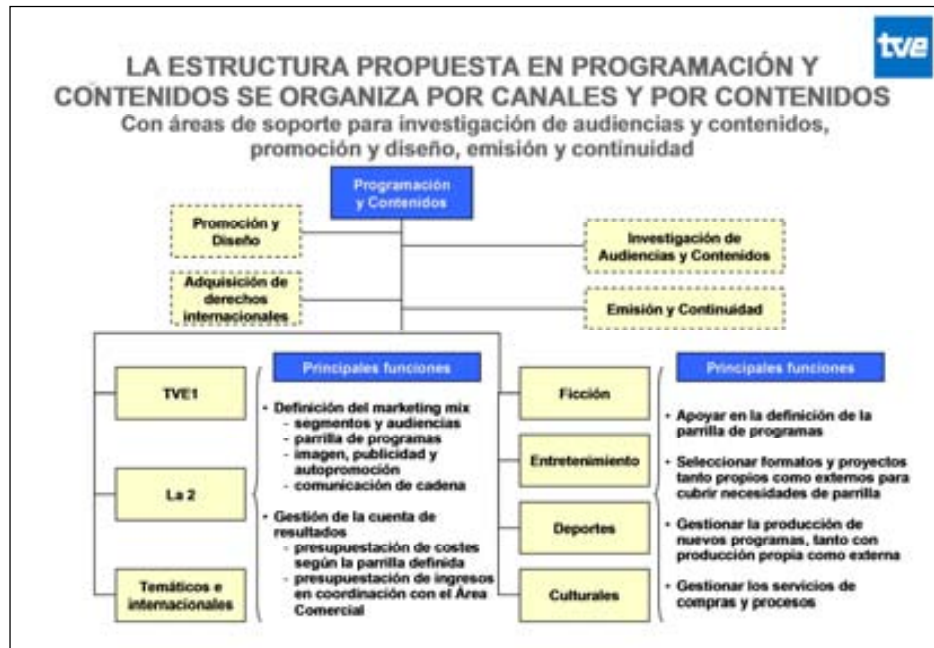 tve
LA ESTRUCTURA PROPUESTA EN PROGRAMACIÓN Y
CONTENIDOS SE ORGANIZA POR CANALES Y POR CONTENIDOS
Con áreas de soporte para investigación de audiencias y contenidos,
promoción y diseño, emisión y continuidad
Programación
y Contenidos
Promoción y
Diseño
Investigación de
Audiencias y Contenidos
Adquisición de
derechos
internacionales
Emisión y Continuidad
TVE1
La 2
Temáticos e
internacionales
Principales funciones
• Definición del marketing mix
- segmentos y audiencias
- parrilla de programas
- imagen, publicidad y
autopromoción
- comunicación de cadena
• Gestión de la cuenta de
resultados
- presupuestación de costes
según la parrilla definida
- presupuestación de ingresos
en coordinación con el Área
Comercial
Ficción
Entretenimiento
Deportes
Culturales
Principales funciones
• Apoyar en la definición de la
parrilla de programas
• Seleccionar formatos y proyectos
tanto propios como externos para
cubrir necesidades de parrilla
• Gestionar la producción de
nuevos programas, tanto con
producción propia como externa
• Gestionar los servicios de
compras y procesos